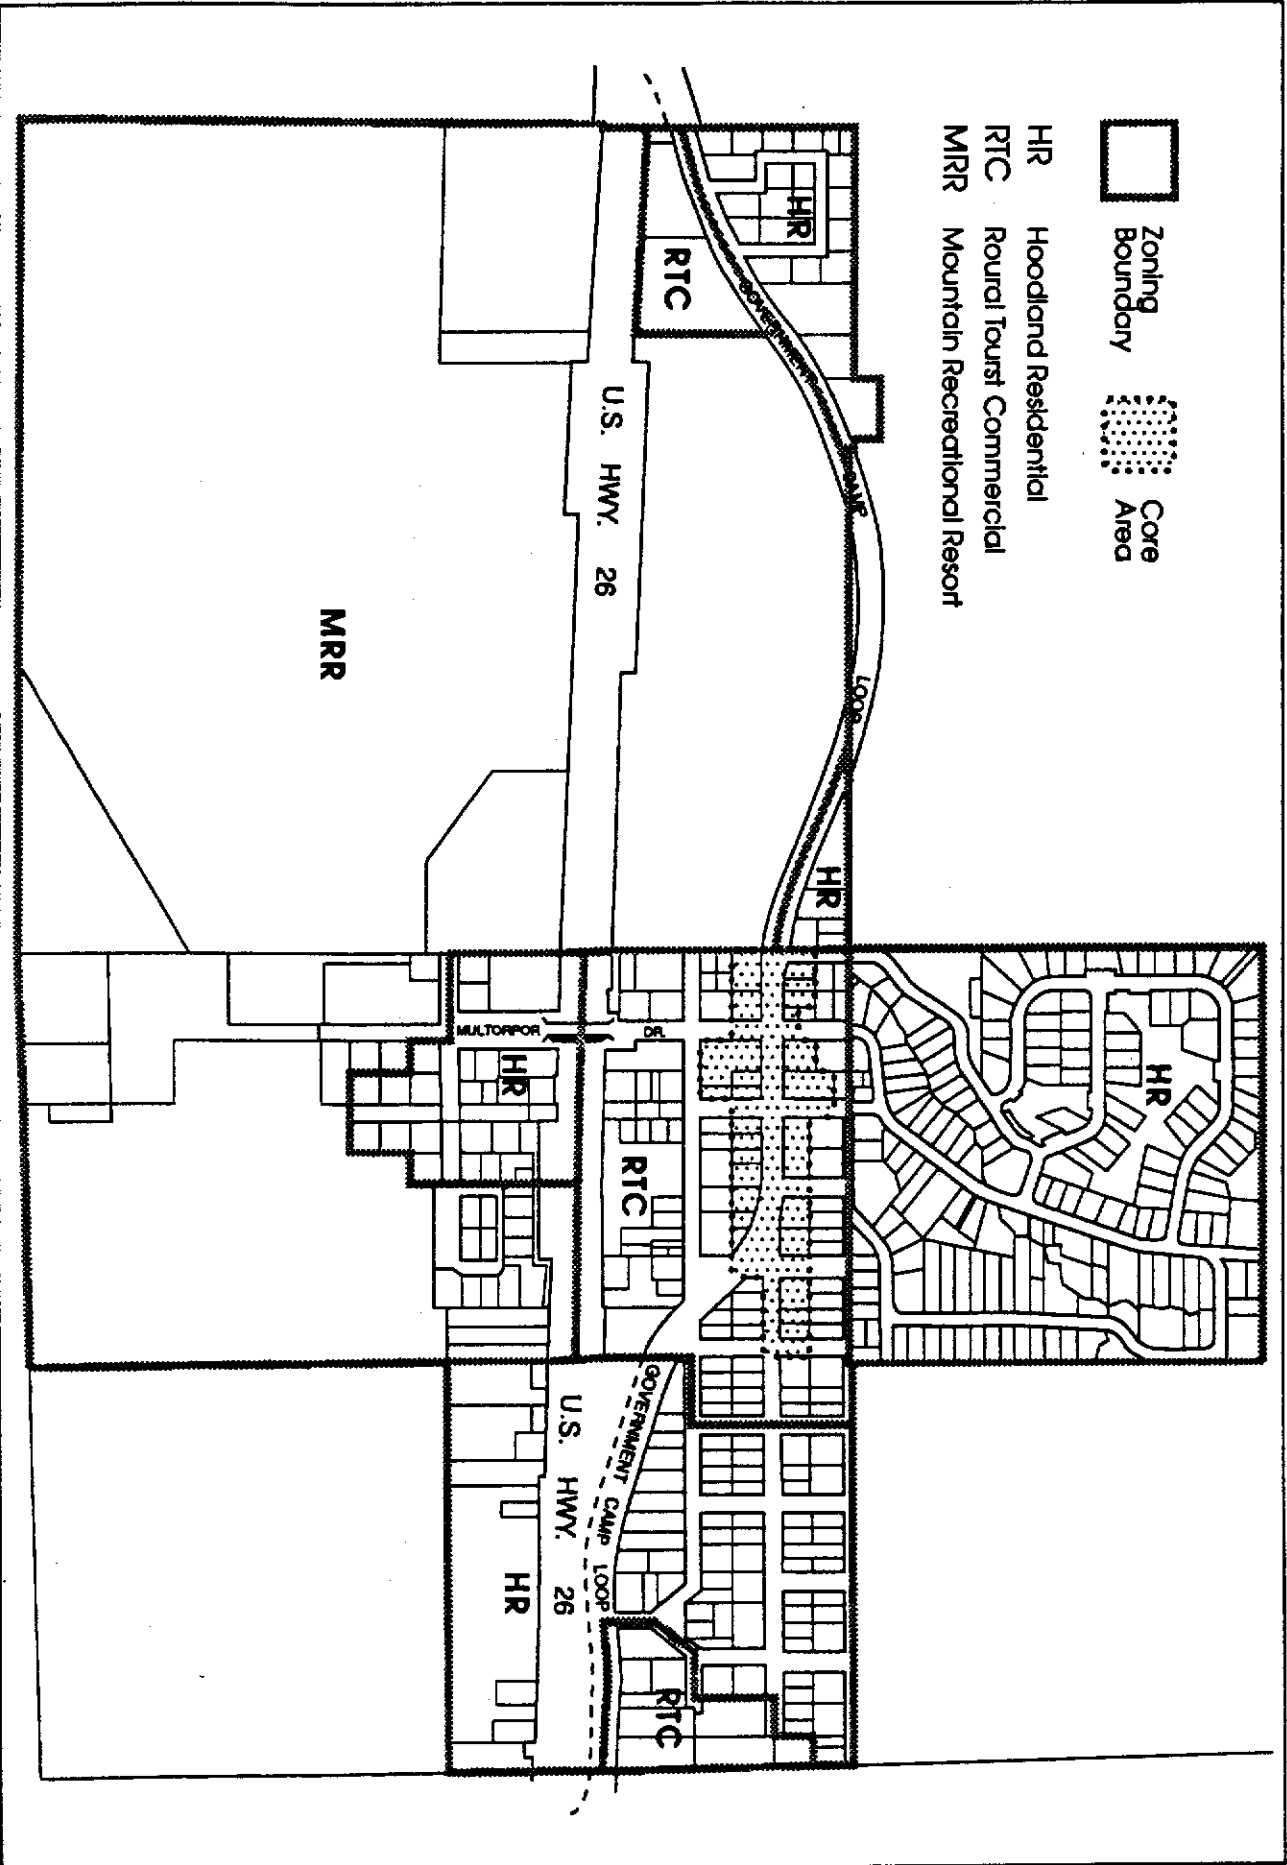 Zoning
Boundary
Core
Area
HR Hoodland Residential
RTC Roural Tourst Commercial
MRR Mountain Recreational Resort
HR
RTC
GOVERNMENT CAMP LOOP
U.S. HWY. 26
MRR
HR
HR
MULTORPOR DR.
HR
RTC
GOVERNMENT CAMP LOOP
U.S. HWY. 26
HR
RTC